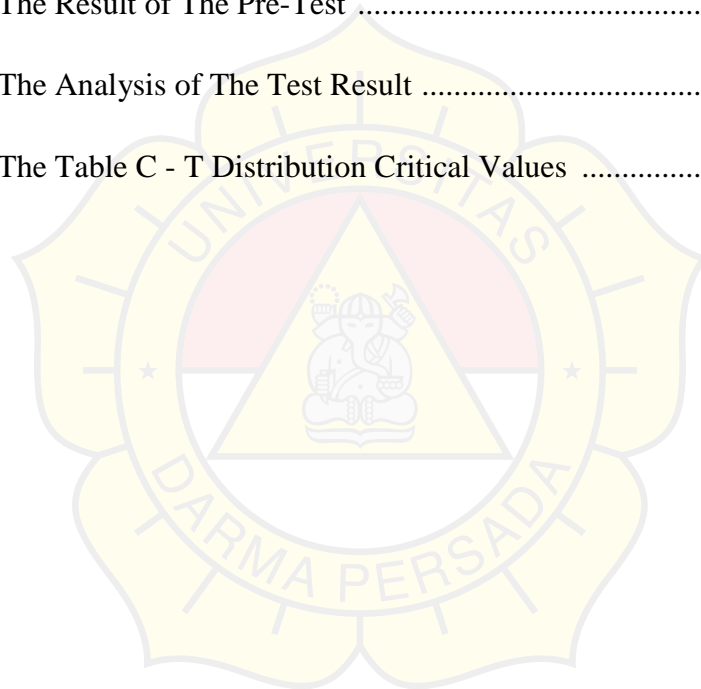 The Result of The Pre-Test ...........................................
The Analysis of The Test Result ...................................
The Table C - T Distribution Critical Values ...............
UNIVERSITAS
DARMA PERSADA